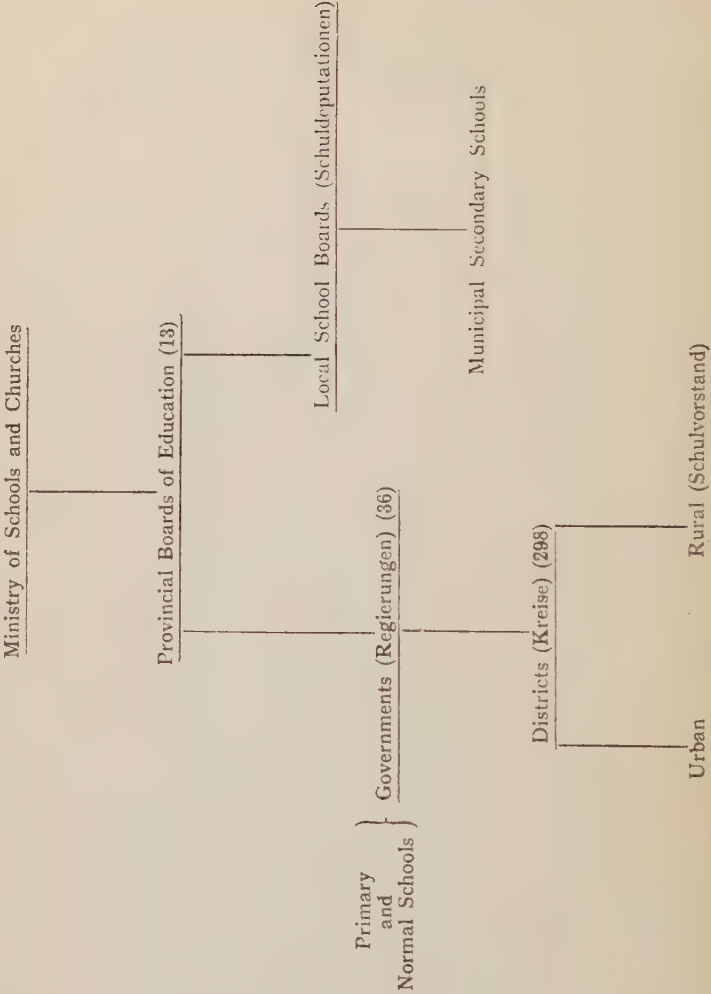 Ministry of Schools and Churches
Provincial Boards of Education (13)
Local School Boards (Schuldeputationen)
Municipal Secondary Schools
Primary
and
Normal Schools
Governments (Regierungen) (36)
Districts (Kreise) (298)
Urban
Rural (Schulvorstand)